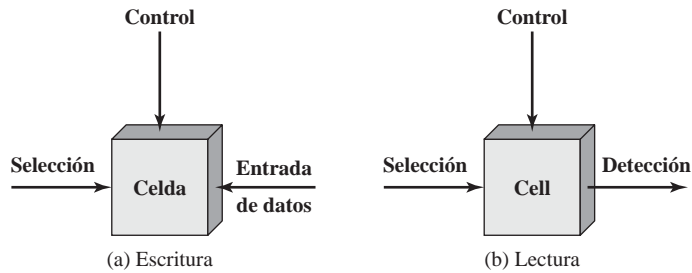 Control
Selección
Celda
Entrada
de datos
(a) Escritura
Control
Selección
Cell
Detección
(b) Lectura